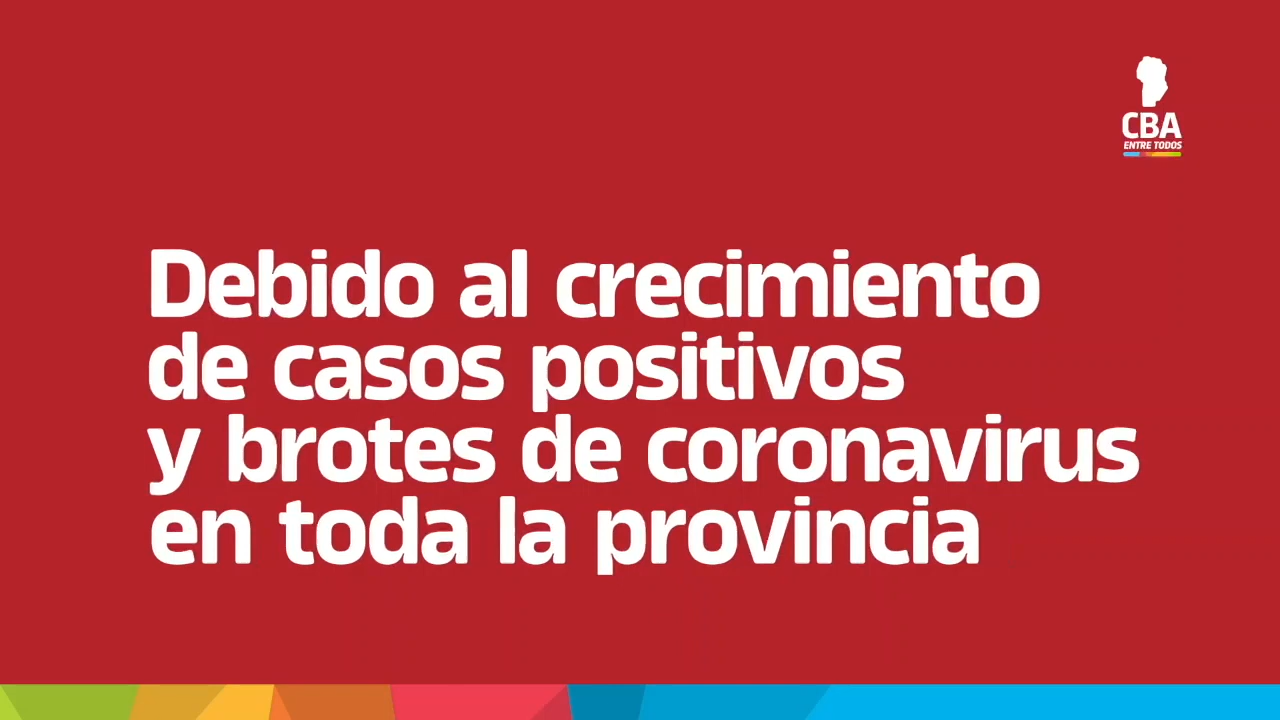 CBA
ENTRE TODOS
Debido al crecimiento
de casos positivos
y brotes de coronavirus
en toda la provincia